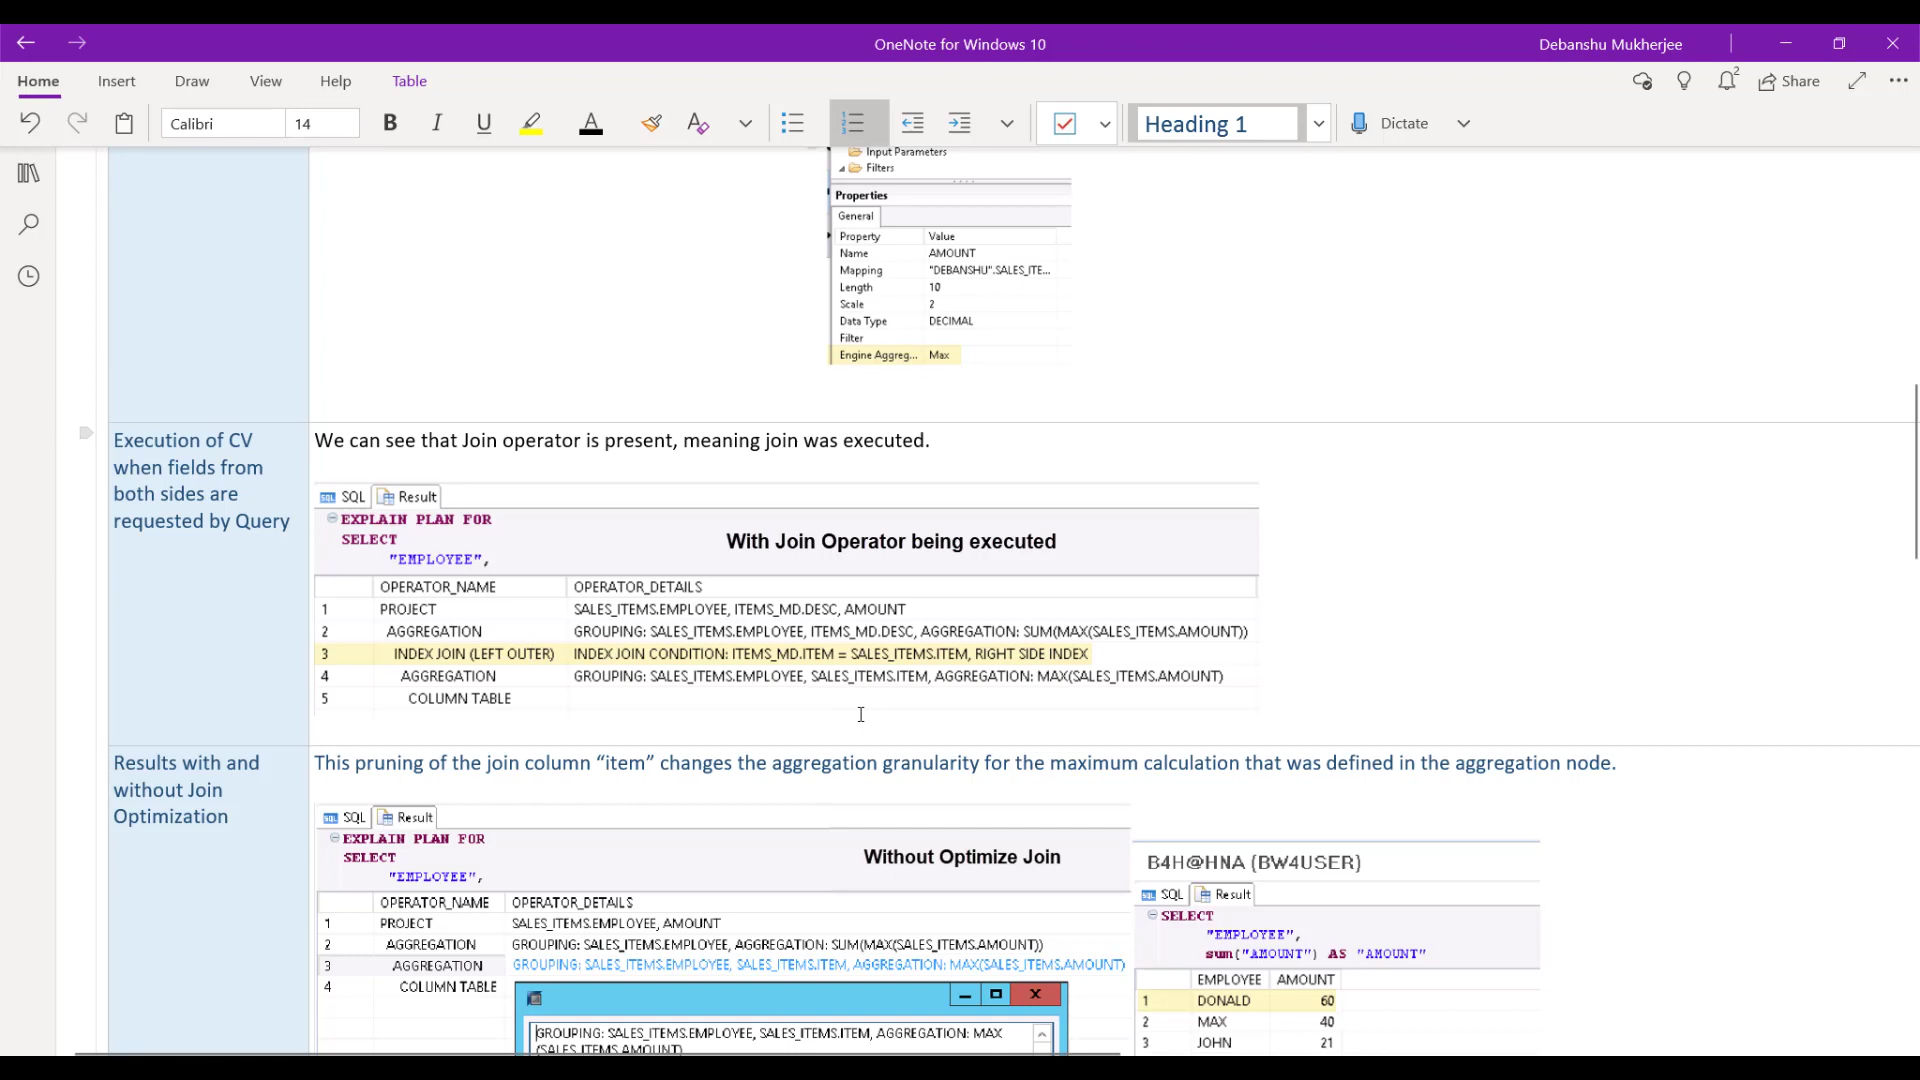 OneNote for Windows 10
Debanshu Mukherjee
Home Insert Draw View Help Table
2
Share
Calibri 14 Heading 1 Dictate
Input Parameters
Filters
Properties
General
Property Value
Name AMOUNT
Mapping "DEBANSHU".SALES_ITE...
Length 10
Scale 2
Data Type DECIMAL
Filter
Engine Aggreg... Max
Execution of CV
when fields from
both sides are
requested by Query
We can see that Join operator is present, meaning join was executed.
SQL Result
EXPLAIN PLAN FOR
SELECT
"EMPLOYEE",
With Join Operator being executed
OPERATOR_NAME OPERATOR_DETAILS
1 PROJECT SALES_ITEMS.EMPLOYEE, ITEMS_MD.DESC, AMOUNT
2 AGGREGATION GROUPING: SALES_ITEMS.EMPLOYEE, ITEMS_MD.DESC, AGGREGATION: SUM(MAX(SALES_ITEMS.AMOUNT))
3 INDEX JOIN (LEFT OUTER) INDEX JOIN CONDITION: ITEMS_MD.ITEM = SALES_ITEMS.ITEM, RIGHT SIDE INDEX
4 AGGREGATION GROUPING: SALES_ITEMS.EMPLOYEE, SALES_ITEMS.ITEM, AGGREGATION: MAX(SALES_ITEMS.AMOUNT)
5 COLUMN TABLE
Results with and
without Join
Optimization
This pruning of the join column “item” changes the aggregation granularity for the maximum calculation that was defined in the aggregation node.
SQL Result
EXPLAIN PLAN FOR
SELECT
"EMPLOYEE",
Without Optimize Join
OPERATOR_NAME OPERATOR_DETAILS
1 PROJECT SALES_ITEMS.EMPLOYEE, AMOUNT
2 AGGREGATION GROUPING: SALES_ITEMS.EMPLOYEE, AGGREGATION: SUM(MAX(SALES_ITEMS.AMOUNT))
3 AGGREGATION GROUPING: SALES_ITEMS.EMPLOYEE, SALES_ITEMS.ITEM, AGGREGATION: MAX(SALES_ITEMS.AMOUNT)
4 COLUMN TABLE
GROUPING: SALES_ITEMS.EMPLOYEE, SALES_ITEMS.ITEM, AGGREGATION: MAX
(SALES_ITEMS.AMOUNT)
B4H@HNA (BW4USER)
SQL Result
SELECT
"EMPLOYEE",
sum("AMOUNT") AS "AMOUNT"
EMPLOYEE AMOUNT
1 DONALD 60
2 MAX 40
3 JOHN 21